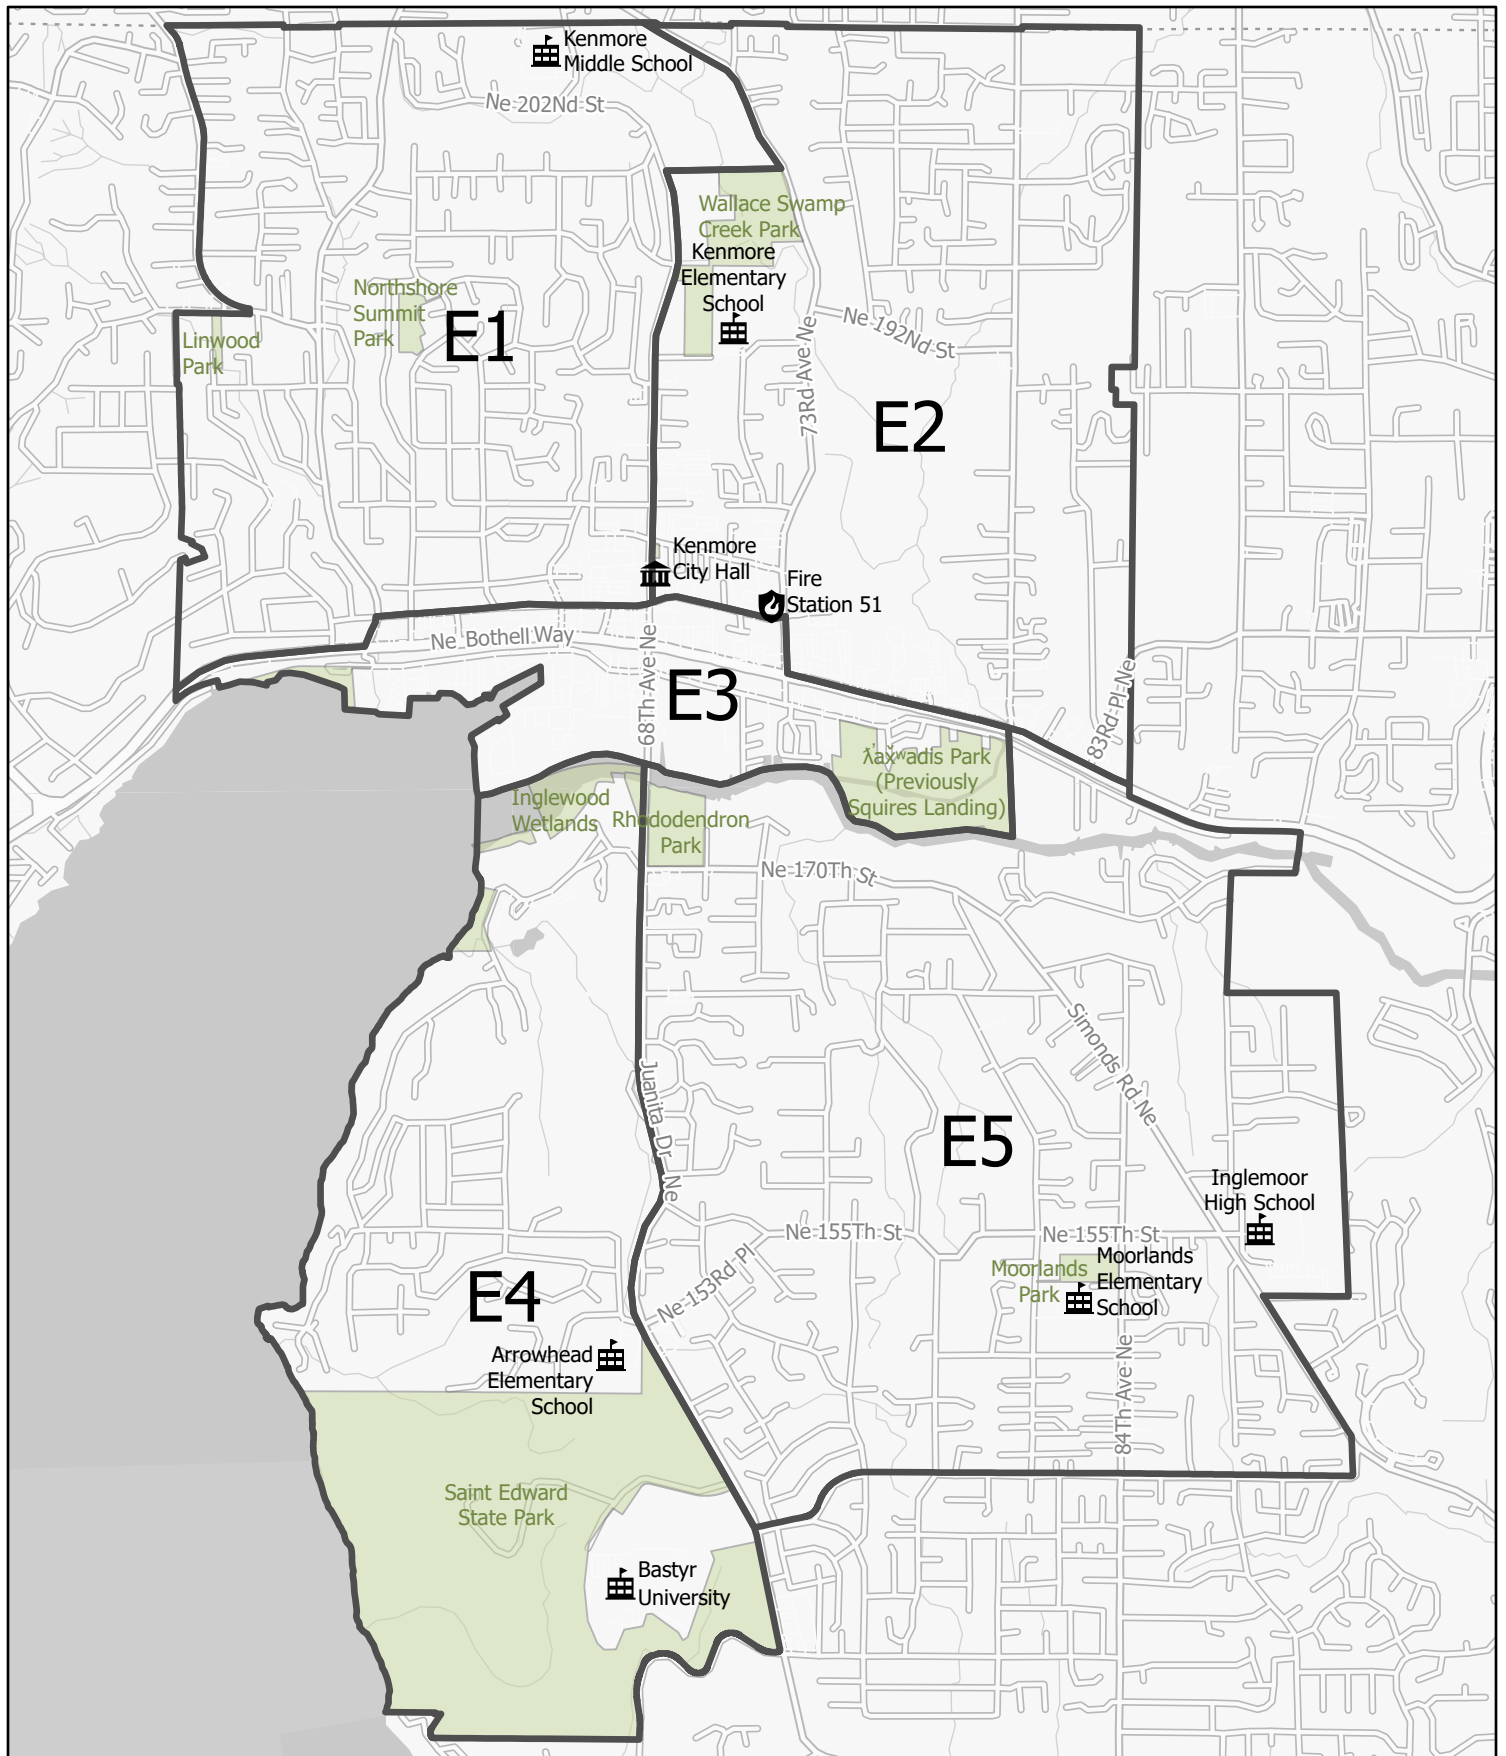 Kenmore
Middle School
Ne 202Nd St
Wallace Swamp
Creek Park
Kenmore
Elementary
School
Northshore
Summit
Park
E1
Linwood
Park
Ne 192Nd St
73Rd Ave Ne
E2
Kenmore
City Hall
Fire
Station 51
Ne Bothell Way
68Th Ave Ne
E3
83Rd Pl Ne
ƛ̓ax̌ʷadis Park
(Previously
Squires Landing)
Inglewood
Wetlands
Rhododendron
Park
Ne 170Th St
Simonds Rd Ne
Juanita Dr Ne
E5
Inglemoor
High School
Ne 155Th St
Ne 155Th St
Moorlands
Park
Moorlands
Elementary
School
Ne 153Rd Pl
E4
Arrowhead
Elementary
School
84Th Ave Ne
Saint Edward
State Park
Bastyr
University